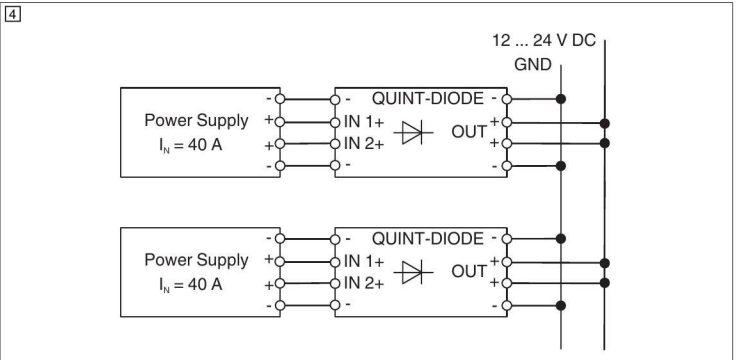 4
12 ... 24 V DC
GND
- - QUINT-DIODE -
Power Supply + IN 1+ OUT +
I_N = 40 A + IN 2+ +
- - -
- - QUINT-DIODE -
Power Supply + IN 1+ OUT +
I_N = 40 A + IN 2+ +
- - -